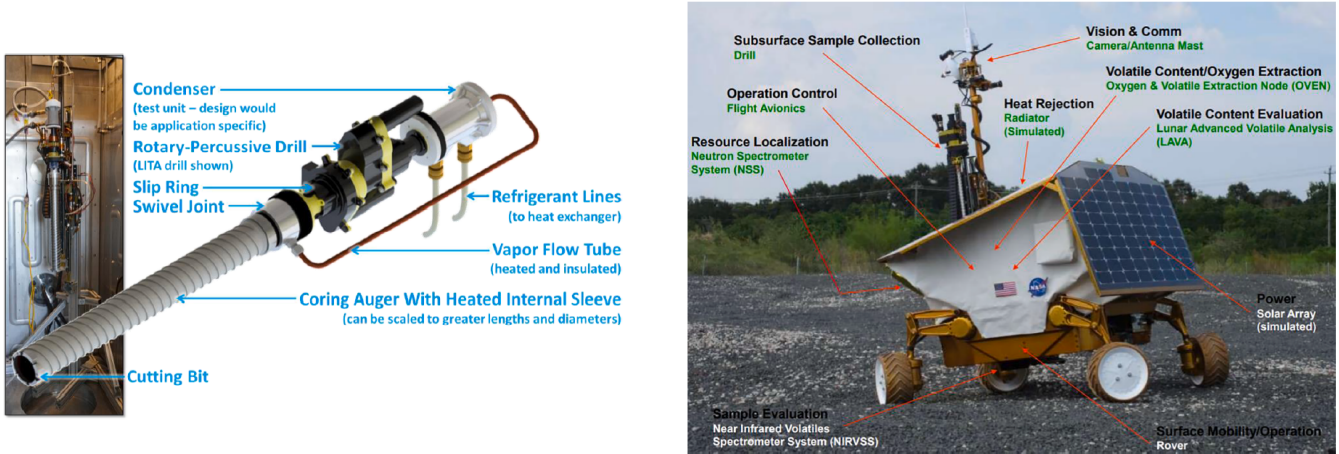 Condenser
(test unit – design would
be application specific)
Rotary-Percussive Drill
(LITA drill shown)
Slip Ring
Swivel Joint
Refrigerant Lines
(to heat exchanger)
Vapor Flow Tube
(heated and insulated)
Coring Auger With Heated Internal Sleeve
(can be scaled to greater lengths and diameters)
Cutting Bit
Subsurface Sample Collection
Drill
Operation Control
Flight Avionics
Resource Localization
Neutron Spectrometer
System (NSS)
Vision & Comm
Camera/Antenna Mast
Volatile Content/Oxygen Extraction
Oxygen & Volatile Extraction Node (OVEN)
Heat Rejection
Radiator
(Simulated)
Volatile Content Evaluation
Lunar Advanced Volatile Analysis
(LAVA)
NASA
Power
Solar Array
(simulated)
Sample Evaluation
Near Infrared Volatiles
Spectrometer System (NIRVSS)
Surface Mobility/Operation
Rover